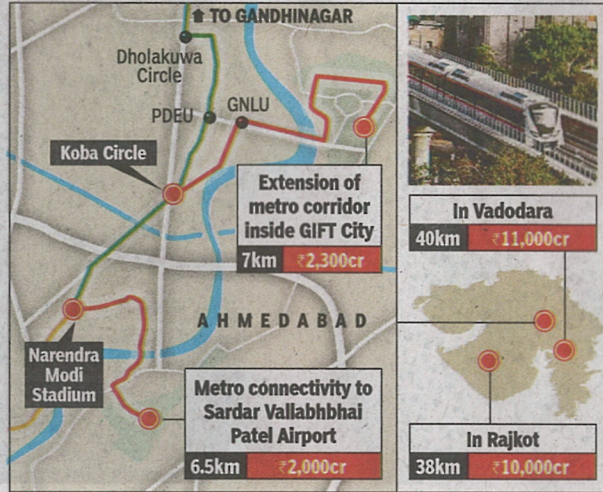 ⬆ TO GANDHINAGAR
Dholakuwa
Circle
PDEU
GNLU
Koba Circle
Extension of
metro corridor
inside GIFT City
7km ₹2,300cr
AHMEDABAD
Narendra
Modi
Stadium
Metro connectivity to
Sardar Vallabhbhai
Patel Airport
6.5km ₹2,000cr
In Vadodara
40km ₹11,000cr
In Rajkot
38km ₹10,000cr